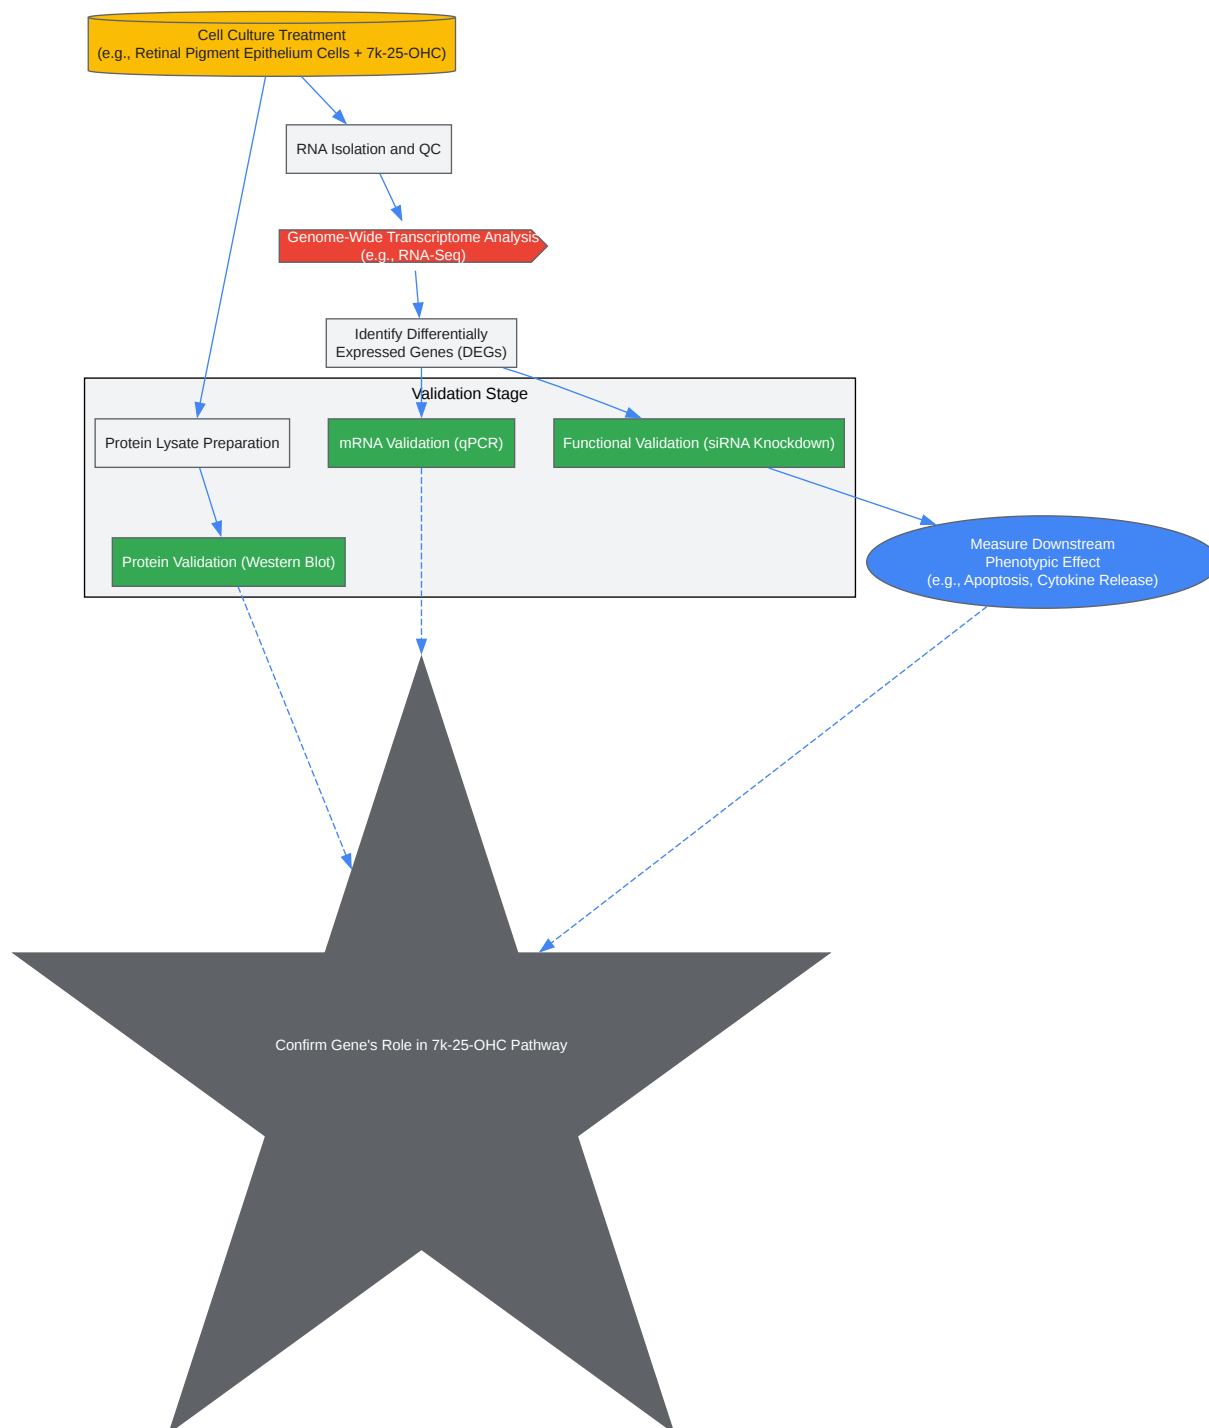 Cell Culture Treatment
(e.g., Retinal Pigment Epithelium Cells + 7k-25-OHC)
RNA Isolation and QC
Genome-Wide Transcriptome Analysis
(e.g., RNA-Seq)
Identify Differentially
Expressed Genes (DEGs)
Validation Stage
Protein Lysate Preparation
mRNA Validation (qPCR)
Functional Validation (siRNA Knockdown)
Protein Validation (Western Blot)
Measure Downstream
Phenotypic Effect
(e.g., Apoptosis, Cytokine Release)
Confirm Gene's Role in 7k-25-OHC Pathway